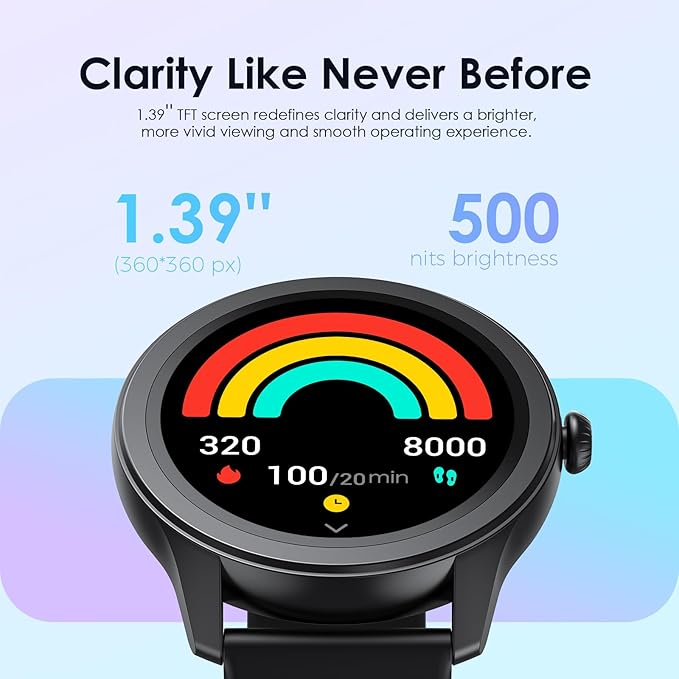 Clarity Like Never Before
1.39" TFT screen redefines clarity and delivers a brighter,
more vivid viewing and smooth operating experience.
1.39"
(360*360 px)
500
nits brightness
320
8000
100/20min